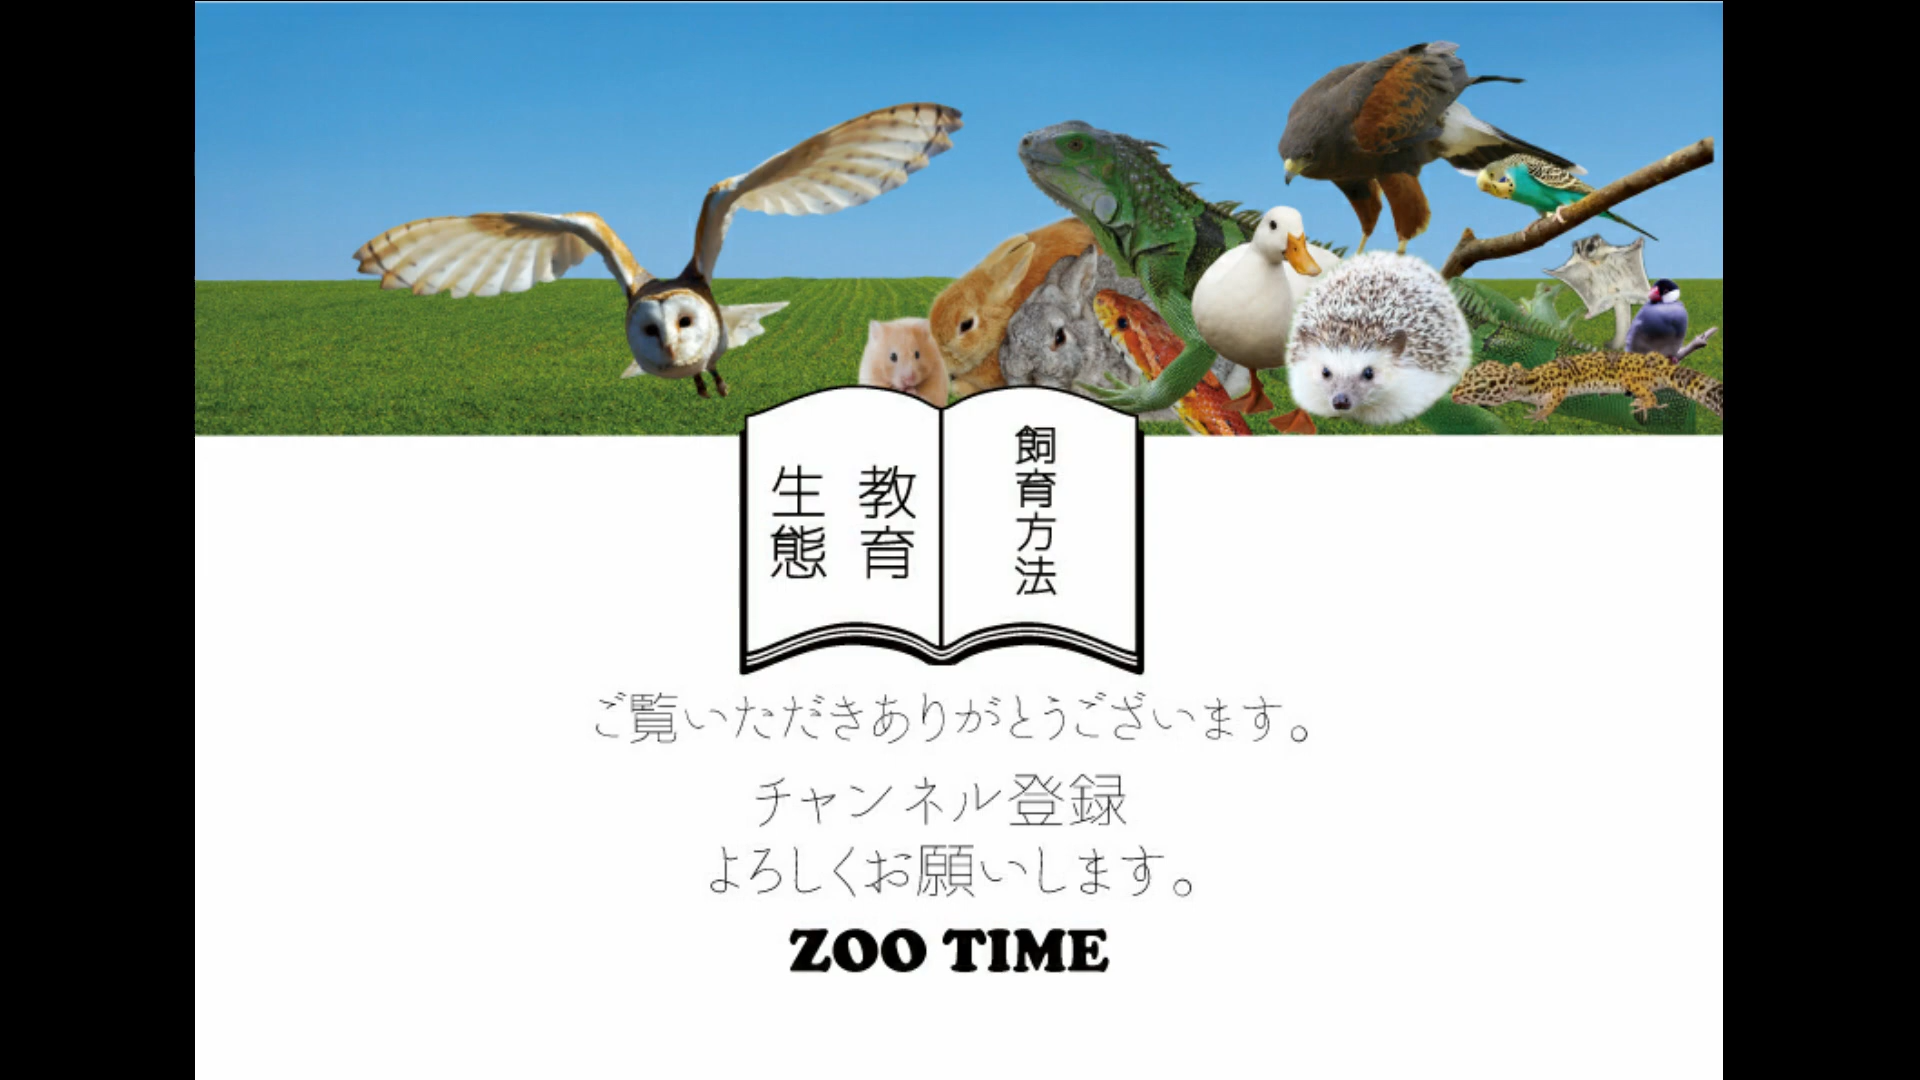 飼育方法
教育
生態
ご覧いただきありがとうございます。
チャンネル登録
よろしくお願いします。
ZOO TIME